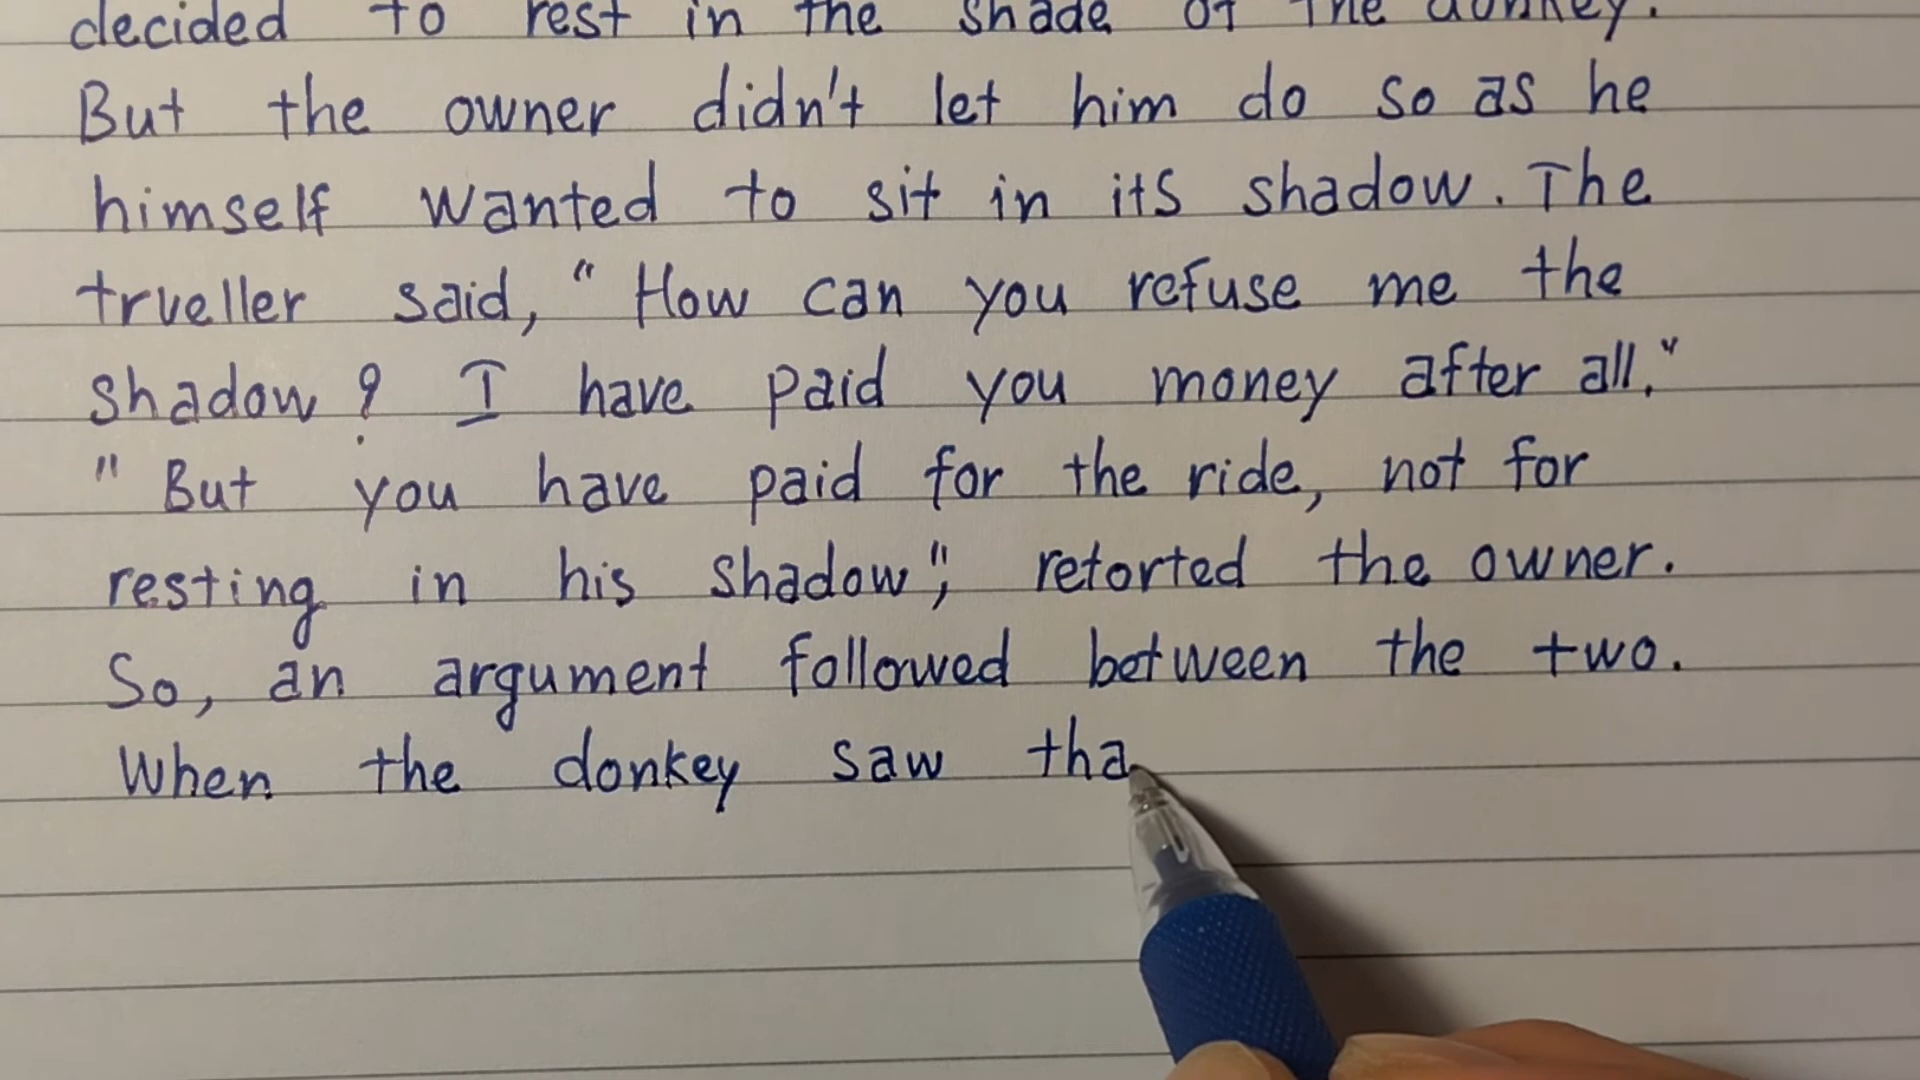 decided to rest in the shade of the donkey.
But the owner didn't let him do so as he
himself wanted to sit in its shadow. The
trveller said, "How can you refuse me the
shadow? I have paid you money after all."
"But you have paid for the ride, not for
resting in his shadow", retorted the owner.
So, an argument followed between the two.
When the donkey saw tha